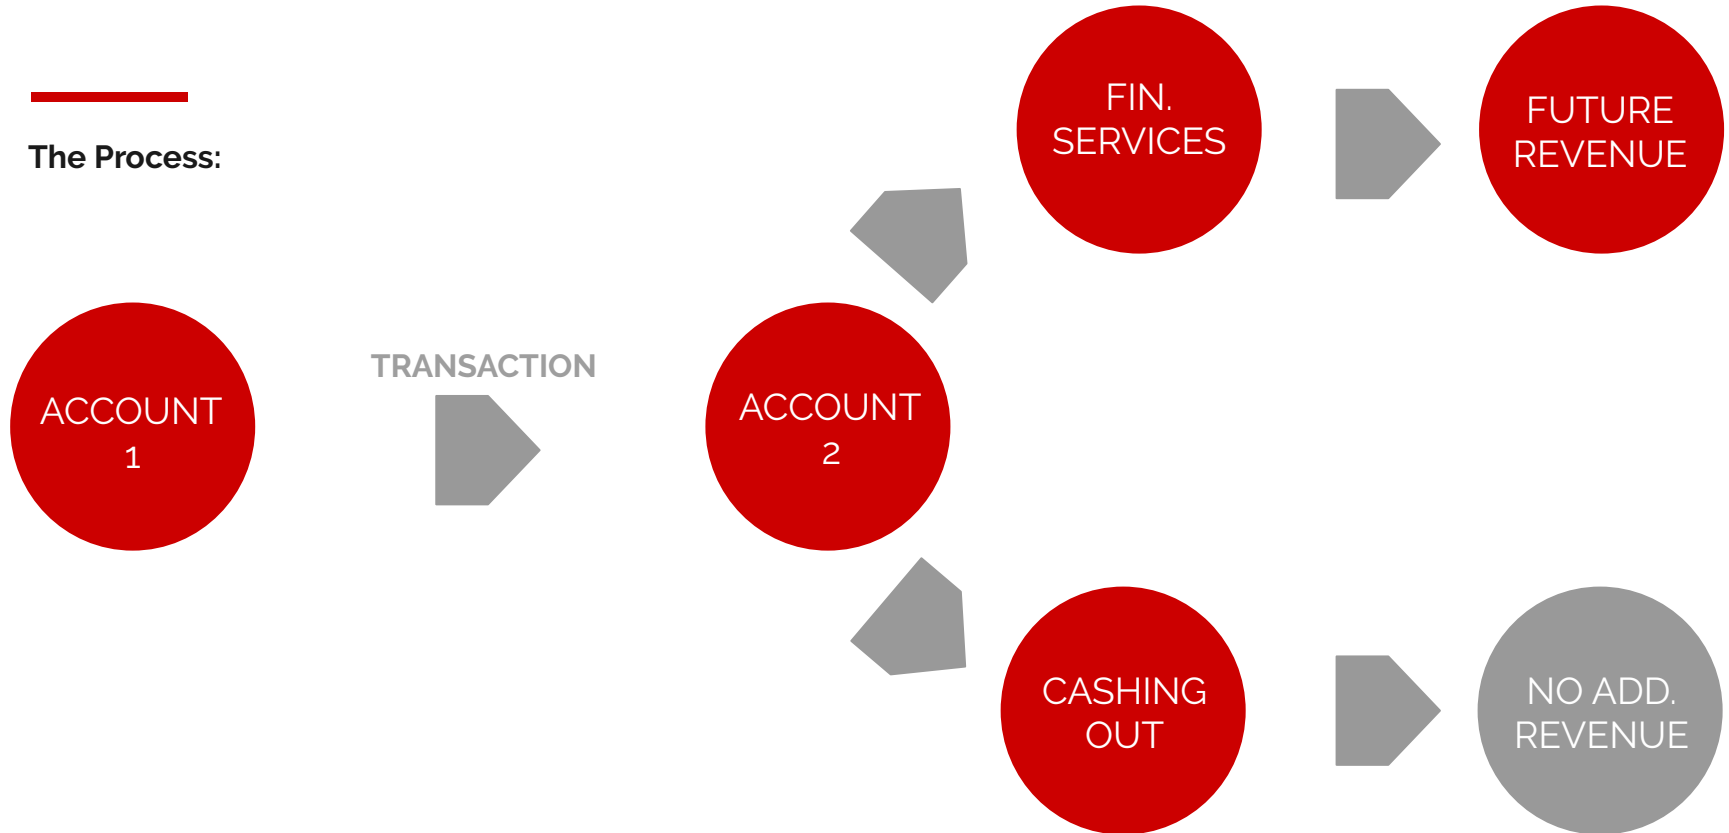 The Process:
FIN.
SERVICES
FUTURE
REVENUE
ACCOUNT
1
TRANSACTION
ACCOUNT
2
CASHING
OUT
NO ADD.
REVENUE